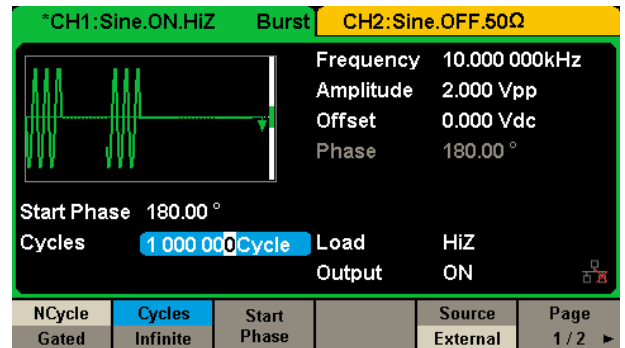 *CH1:Sine.ON.HiZ Burst CH2:Sine.OFF.50Ω
Frequency 10.000 000kHz
Amplitude 2.000 Vpp
Offset 0.000 Vdc
Phase 180.00 °
Start Phase 180.00 °
Cycles 1 000 000Cycle Load HiZ
Output ON
NCycle Cycles Start Source Page
Gated Infinite Phase External 1/2 ►